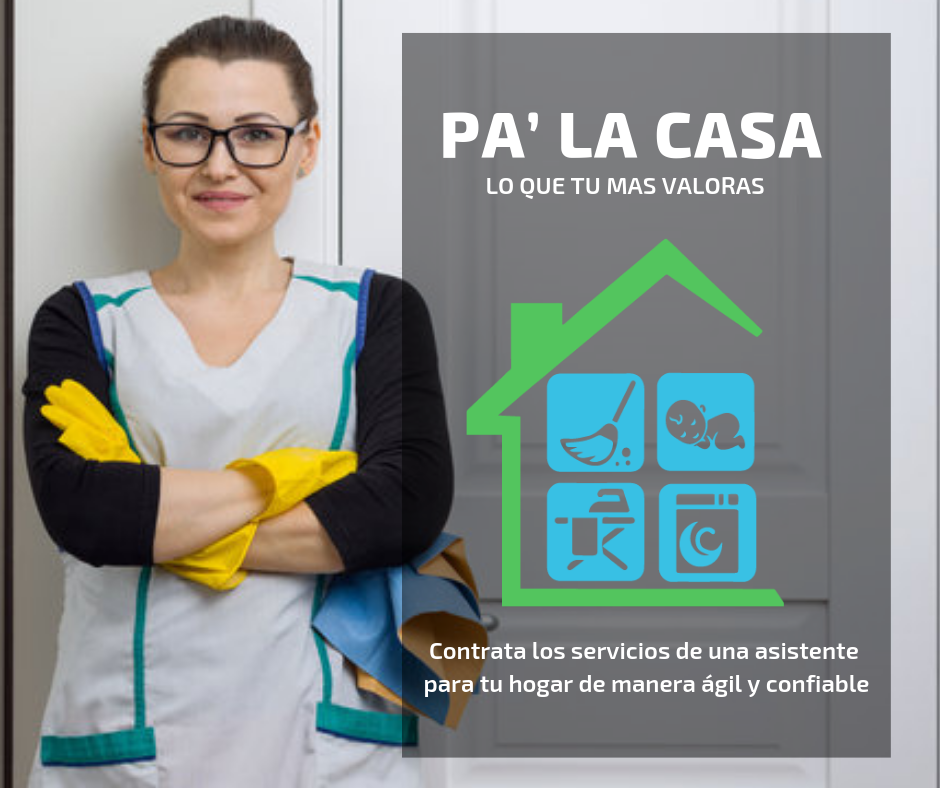 PA’ LA CASA
LO QUE TU MAS VALORAS
Contrata los servicios de una asistente
para tu hogar de manera ágil y confiable